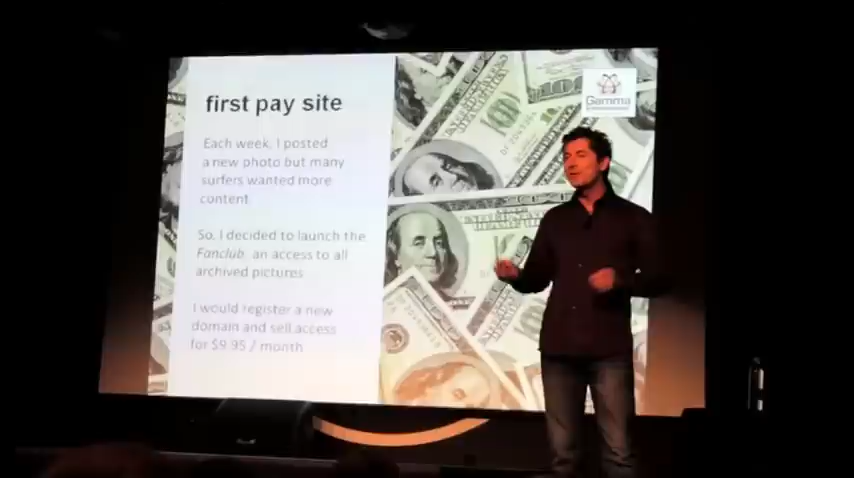 first pay site
Each week, I posted
a new photo but many
surfers wanted more
content
So, I decided to launch the
Fanclub, an access to all
archived pictures
I would register a new
domain and sell access
for $9.95 / month
Gamma
100